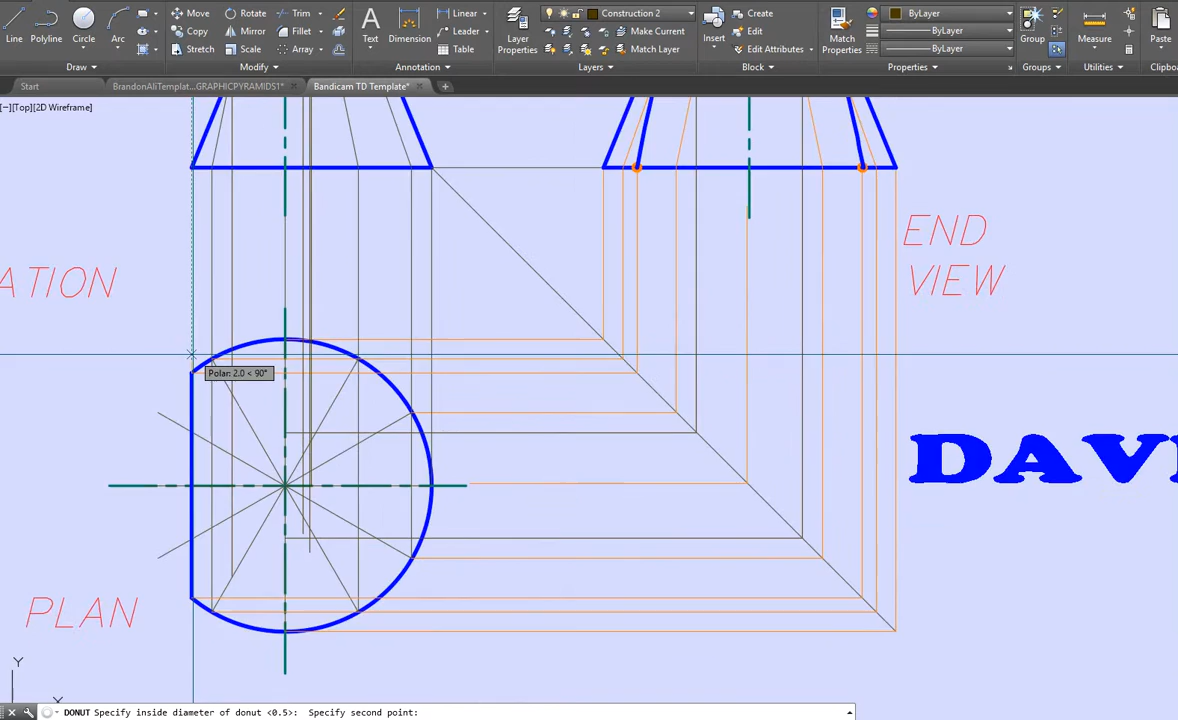 Line Polyline Circle Arc
Move Rotate Trim
Copy Mirror Fillet
Stretch Scale Array
Text Dimension
Linear
Leader
Table
Layer Properties
Construction 2
Make Current
Match Layer
Insert
Create
Edit
Edit Attributes
Match Properties
ByLayer
ByLayer
ByLayer
Group
Measure
Paste
Draw Modify Annotation Layers Block Properties Groups Utilities Clipbo
Start BrandonAliTemplat...GRAPHICPYRAMIDS1* Bandicam TD Template*
[−][Top][2D Wireframe]
END
VIEW
ATION
Polar: 2.0 < 90°
DAV
PLAN
Y
X
DONUT Specify inside diameter of donut <0.5>: Specify second point: